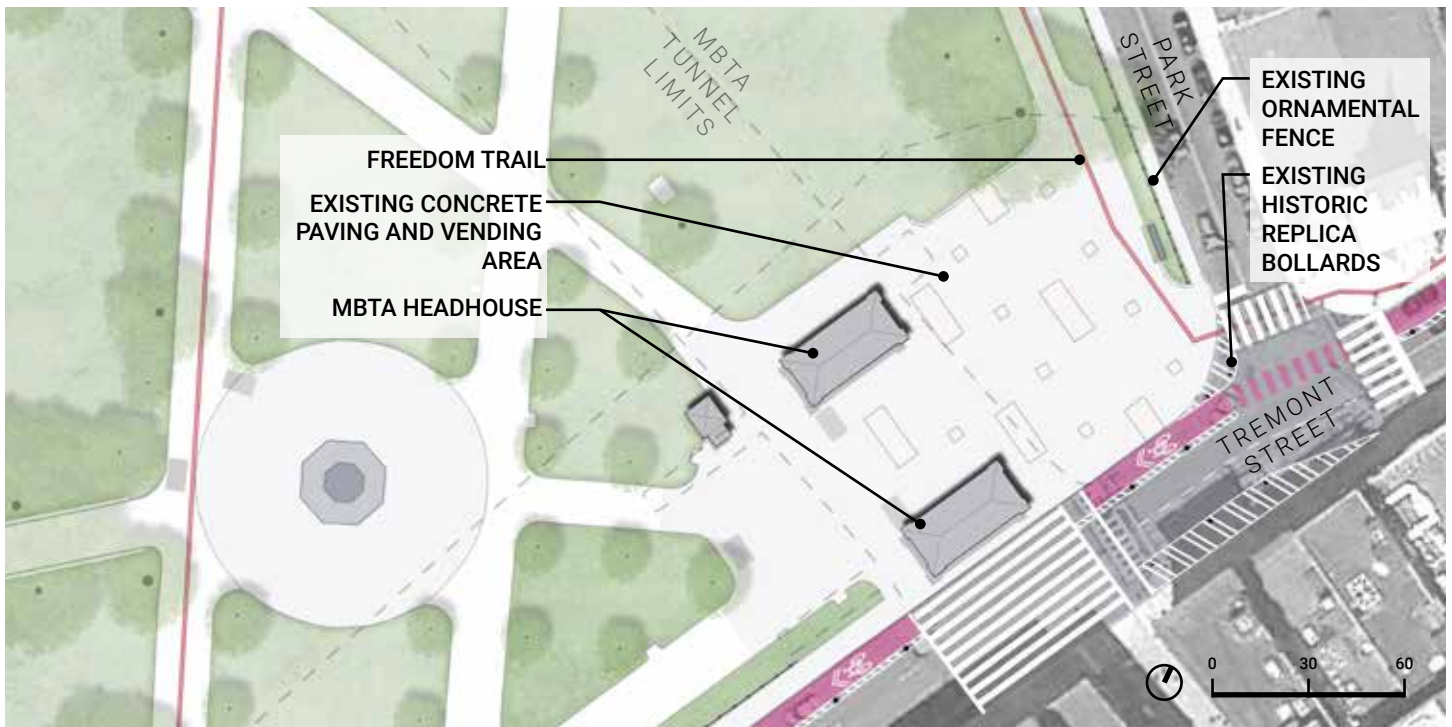 MBTA
TUNNEL
LIMITS
PARK
STREET
EXISTING
ORNAMENTAL
FENCE
FREEDOM TRAIL
EXISTING CONCRETE
PAVING AND VENDING
AREA
EXISTING
HISTORIC
REPLICA
BOLLARDS
MBTA HEADHOUSE
TREMONT
STREET
0 30 60